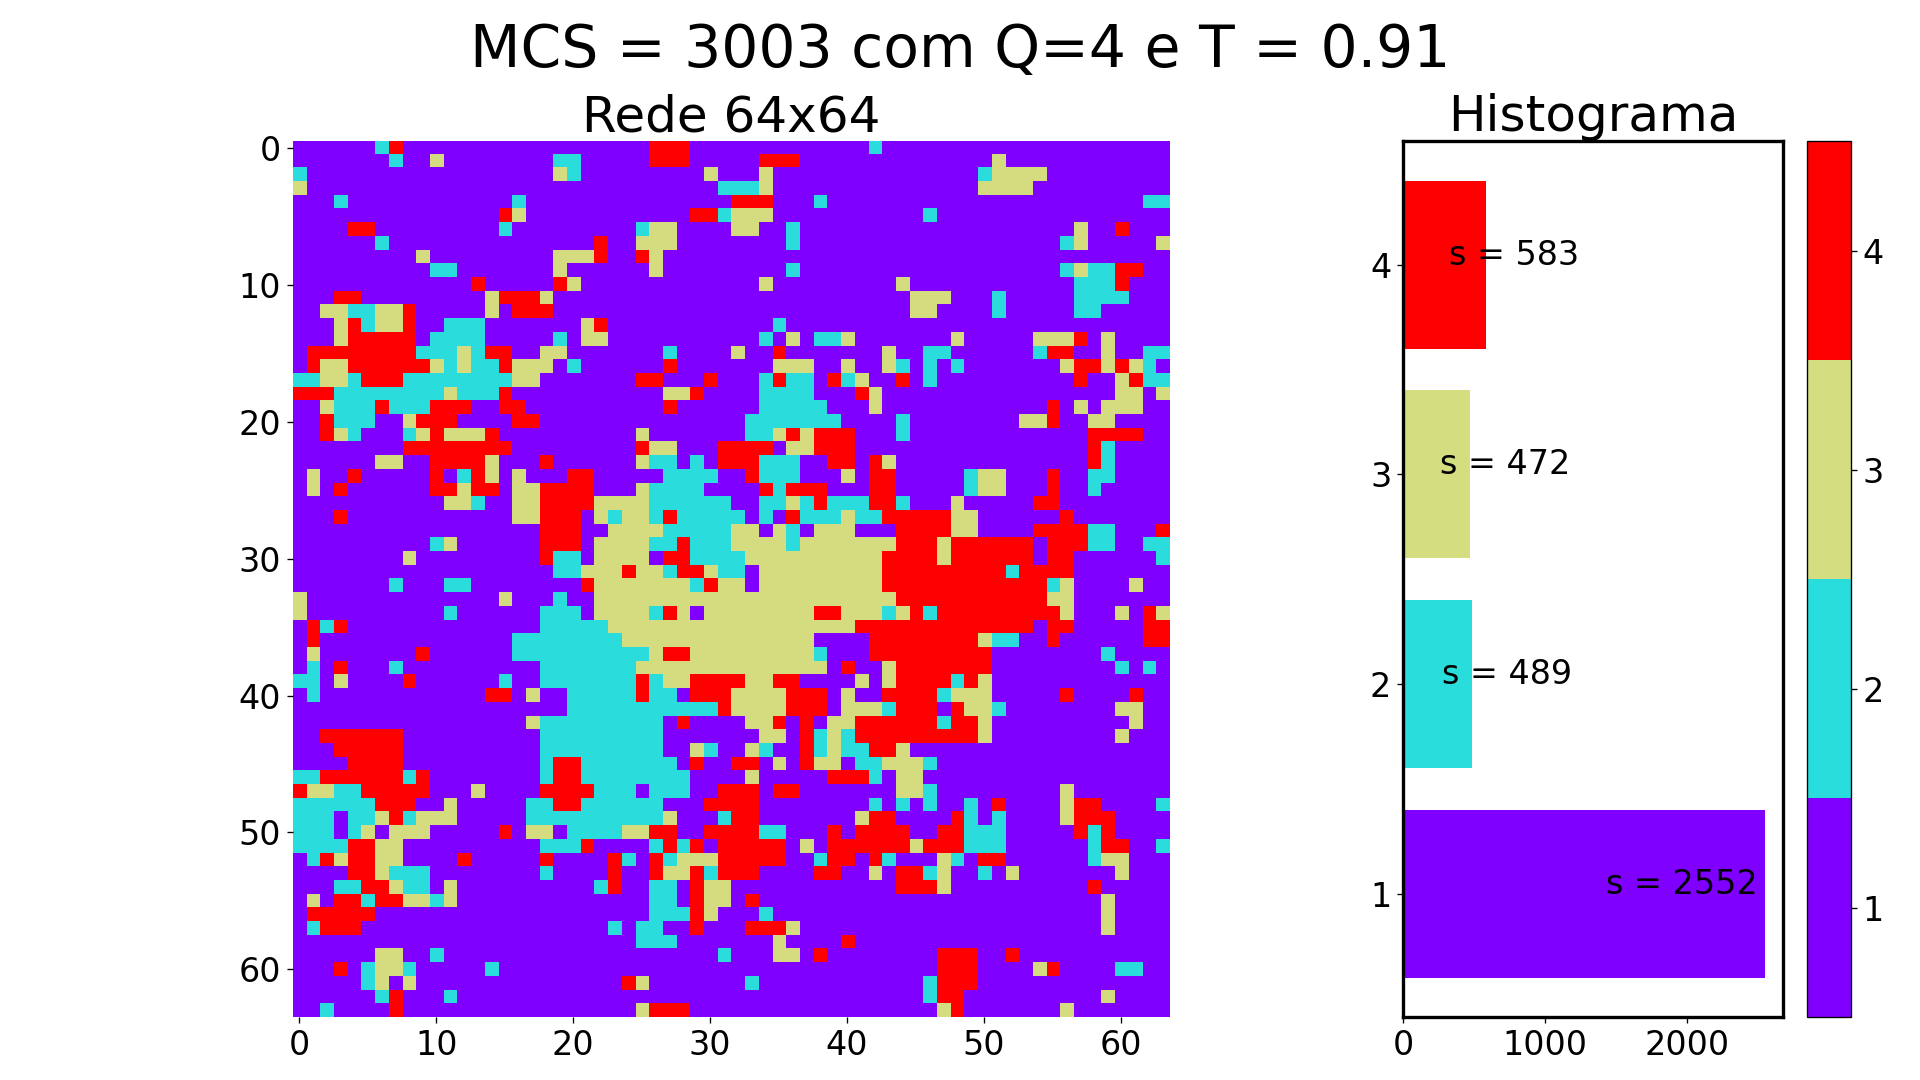 MCS = 3003 com Q=4 e T = 0.91
Rede 64x64
0
10
20
30
40
50
60
0 10 20 30 40 50 60
Histograma
4 s = 583
3 s = 472
2 s = 489
1 s = 2552
0 1000 2000
4
3
2
1